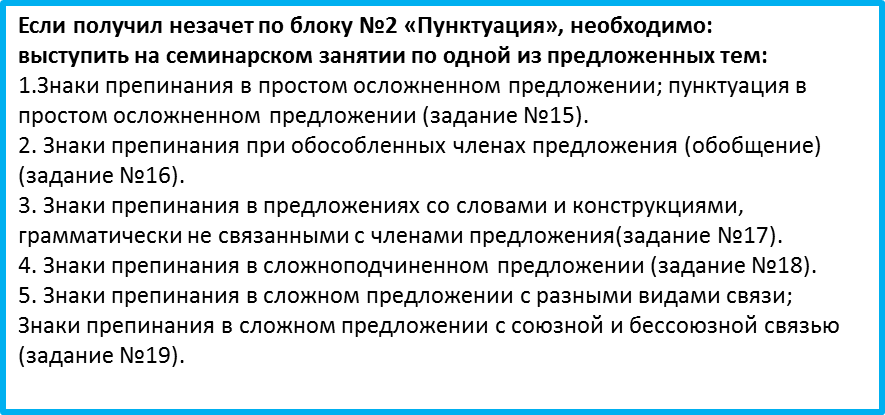 Если получил незачет по блоку №2 «Пунктуация», необходимо:
выступить на семинарском занятии по одной из предложенных тем:
1.Знаки препинания в простом осложненном предложении; пунктуация в
простом осложненном предложении (задание №15).
2. Знаки препинания при обособленных членах предложения (обобщение)
(задание №16).
3. Знаки препинания в предложениях со словами и конструкциями,
грамматически не связанными с членами предложения(задание №17).
4. Знаки препинания в сложноподчиненном предложении (задание №18).
5. Знаки препинания в сложном предложении с разными видами связи;
Знаки препинания в сложном предложении с союзной и бессоюзной связью
(задание №19).